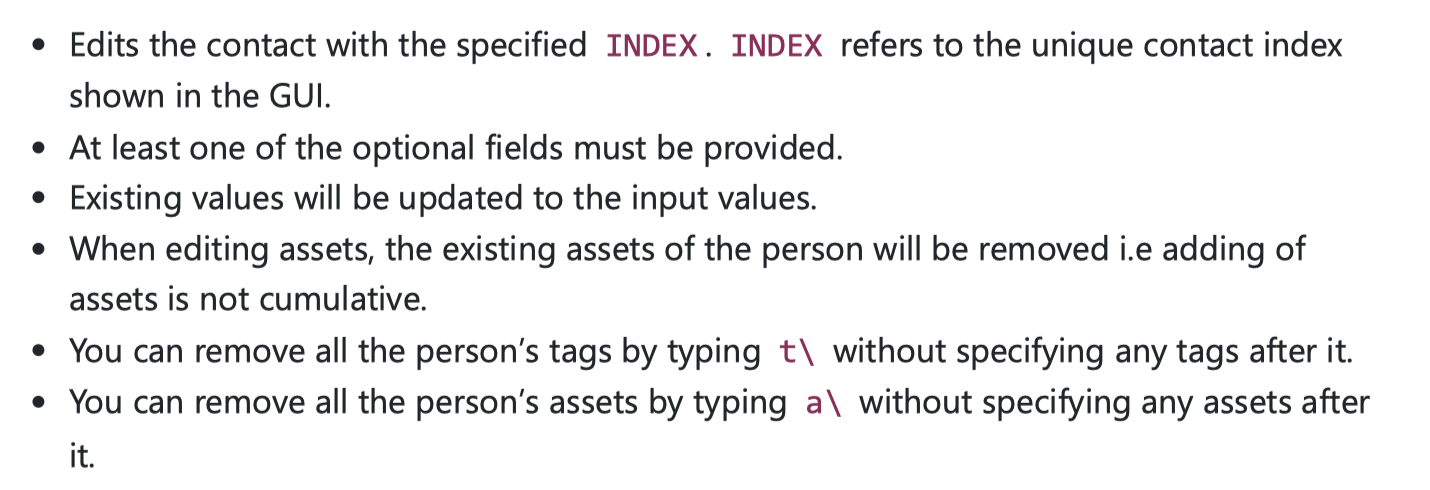 • Edits the contact with the specified INDEX. INDEX refers to the unique contact index
shown in the GUI.
• At least one of the optional fields must be provided.
• Existing values will be updated to the input values.
• When editing assets, the existing assets of the person will be removed i.e adding of
assets is not cumulative.
• You can remove all the person’s tags by typing t\ without specifying any tags after it.
• You can remove all the person’s assets by typing a\ without specifying any assets after
it.